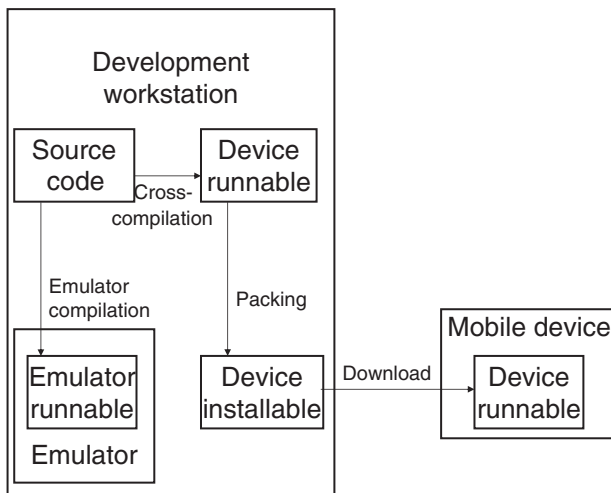 Development
workstation
Source
code
Device
runnable
Cross-
compilation
Emulator
compilation
Packing
Mobile device
Emulator
runnable
Device
installable
Download
Device
runnable
Emulator